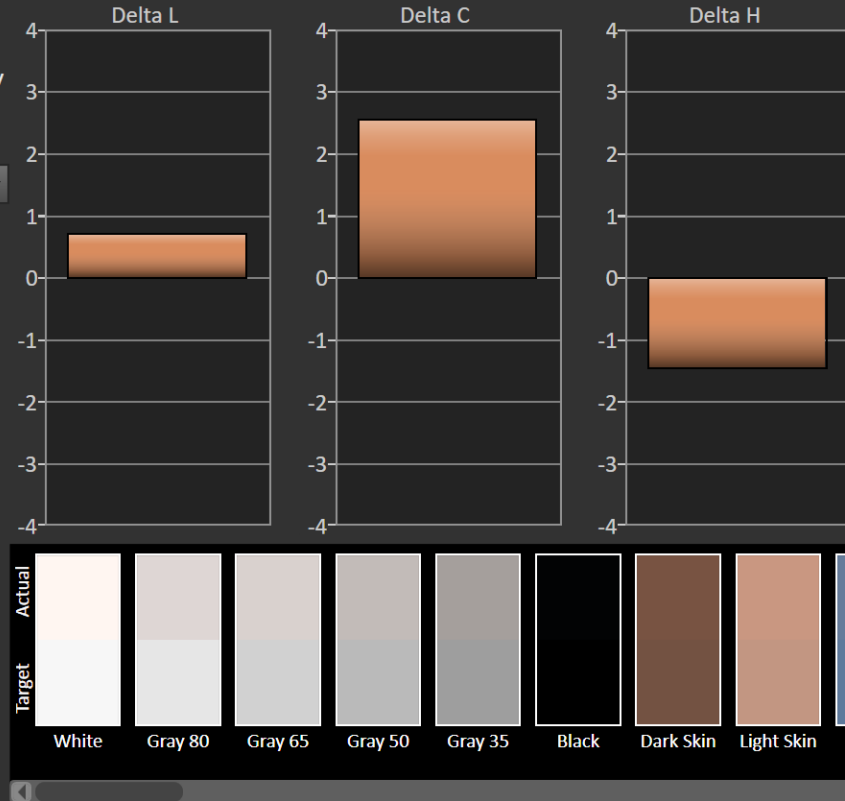 Delta L
Delta C
Delta H
4
3
2
1
0
-1
-2
-3
-4
4
3
2
1
0
-1
-2
-3
-4
4
3
2
1
0
-1
-2
-3
-4
Actual
Target
White
Gray 80
Gray 65
Gray 50
Gray 35
Black
Dark Skin
Light Skin